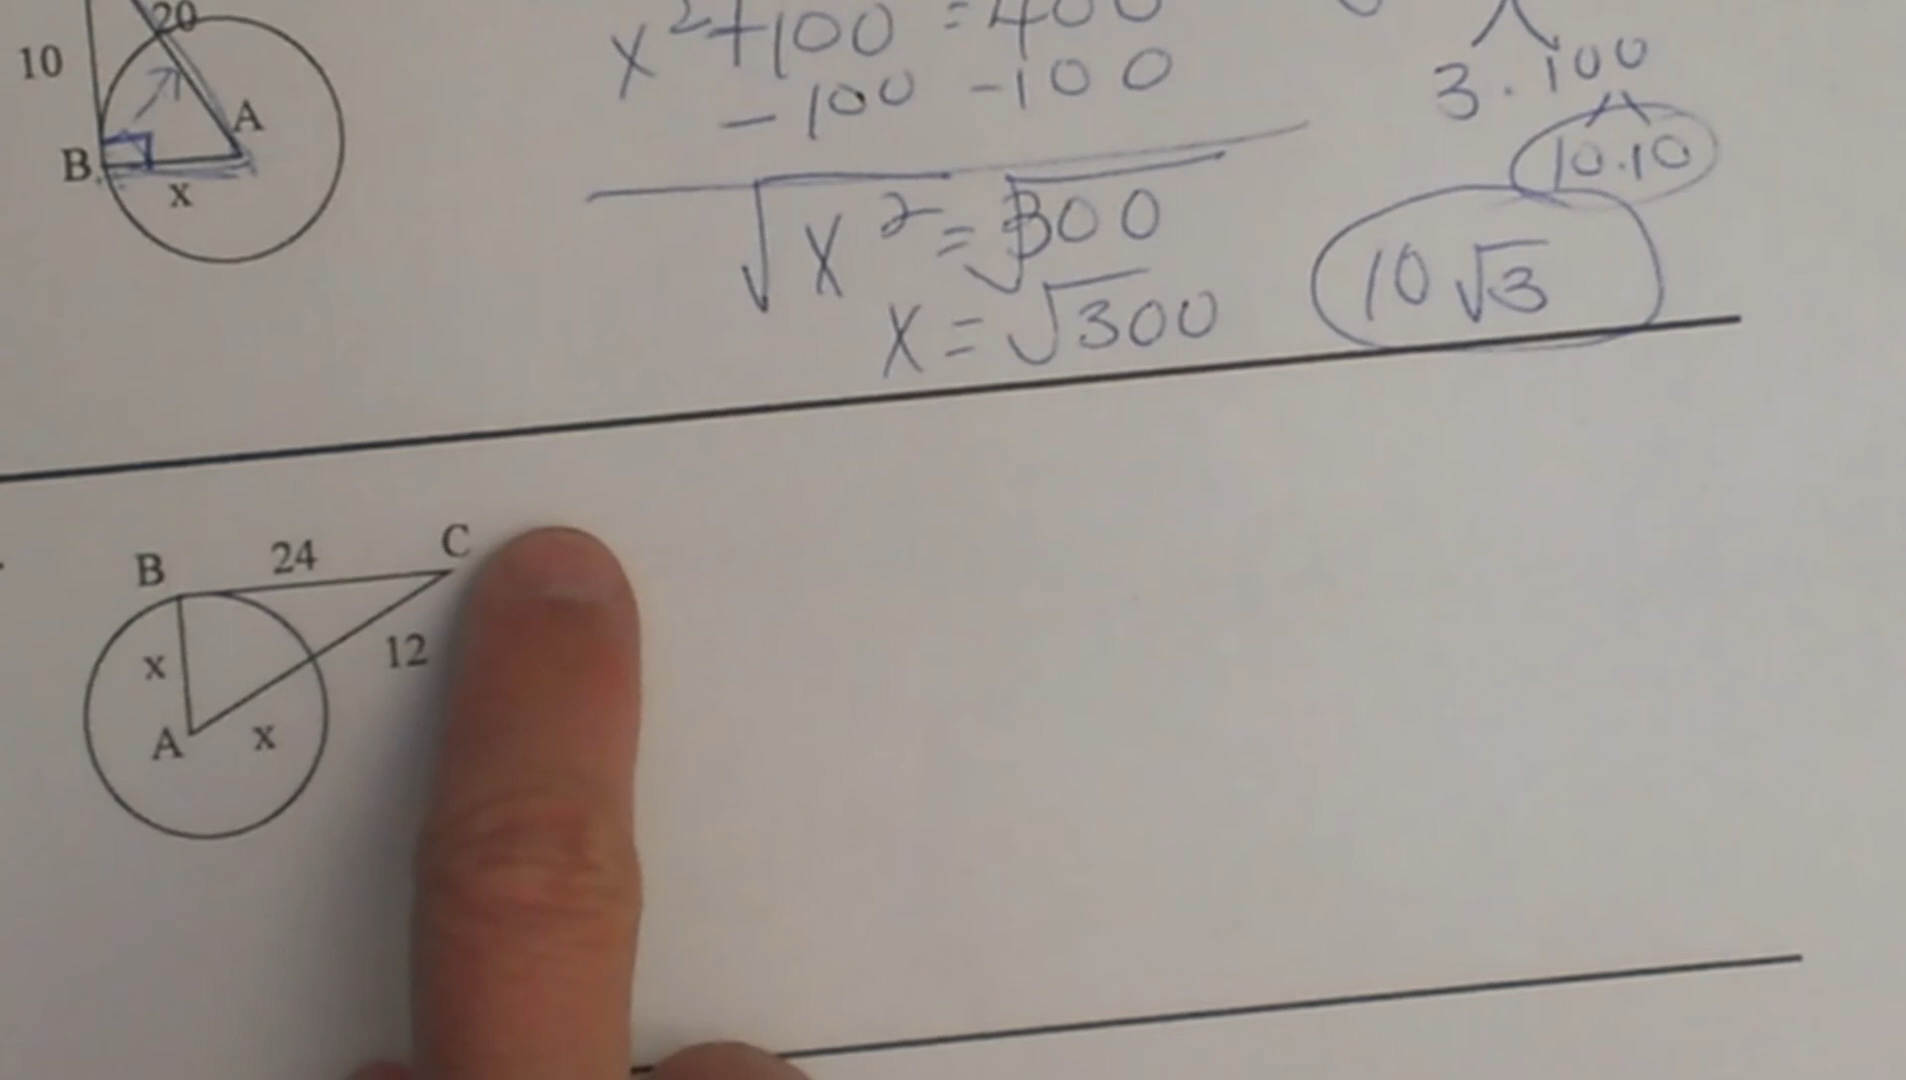 20
10
A
B
x
x²+100 = 400
-100 -100
√x² = √300
x = √300
3 · 100
10 · 10
10√3
B 24 C
x 12
A x